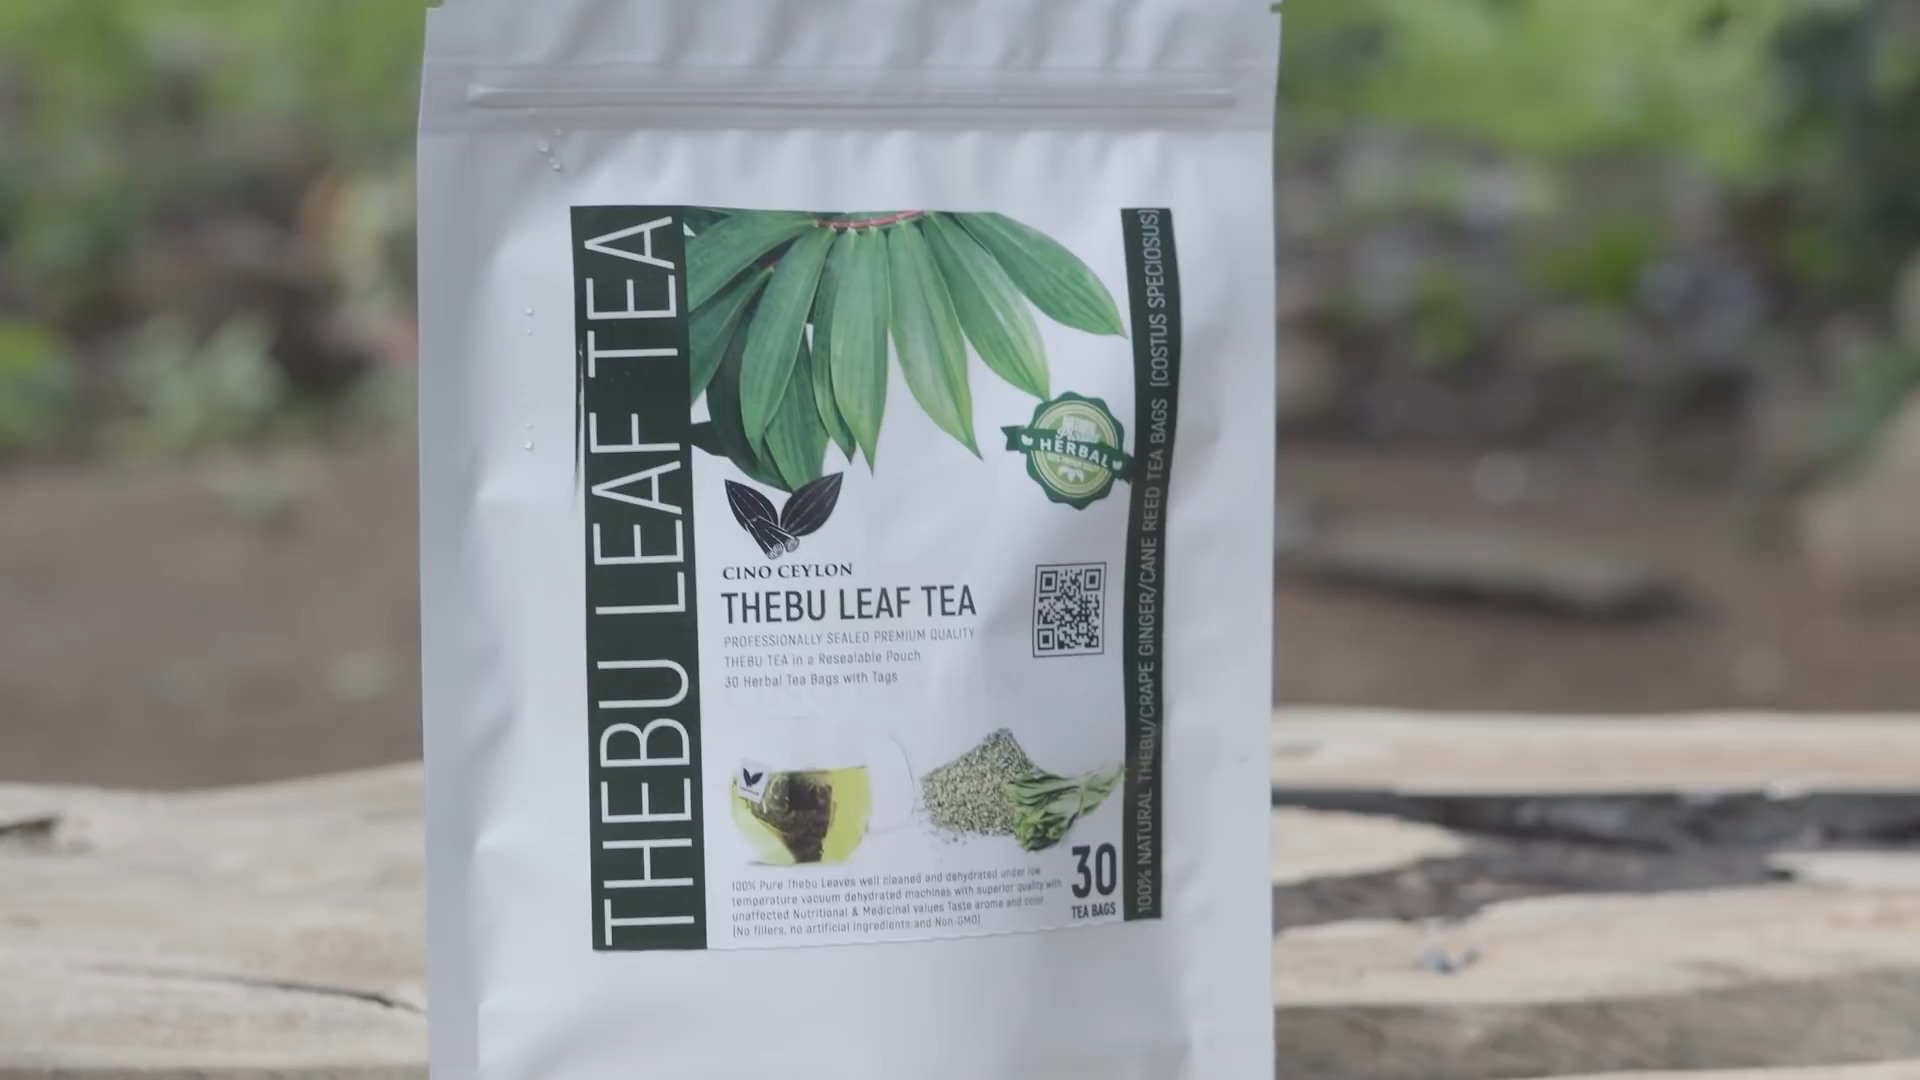 THEBU LEAF TEA
HERBAL
CINO CEYLON
THEBU LEAF TEA
PROFESSIONALLY SEALED PREMIUM QUALITY
THEBU TEA in a Resealable Pouch
30 Herbal Tea Bags with Tags
100% Pure Thebu Leaves well cleaned and dehydrated under low
temperature vacuum dehydrated machines with superior quality with
unaffected Nutritional & Medicinal values Taste aroma and color.
(No fillers, no artificial ingredients and Non-GMO)
30
TEA BAGS
100% NATURAL THEBU/CRAPE GINGER/CANE REED TEA BAGS (COSTUS SPECIOSUS)